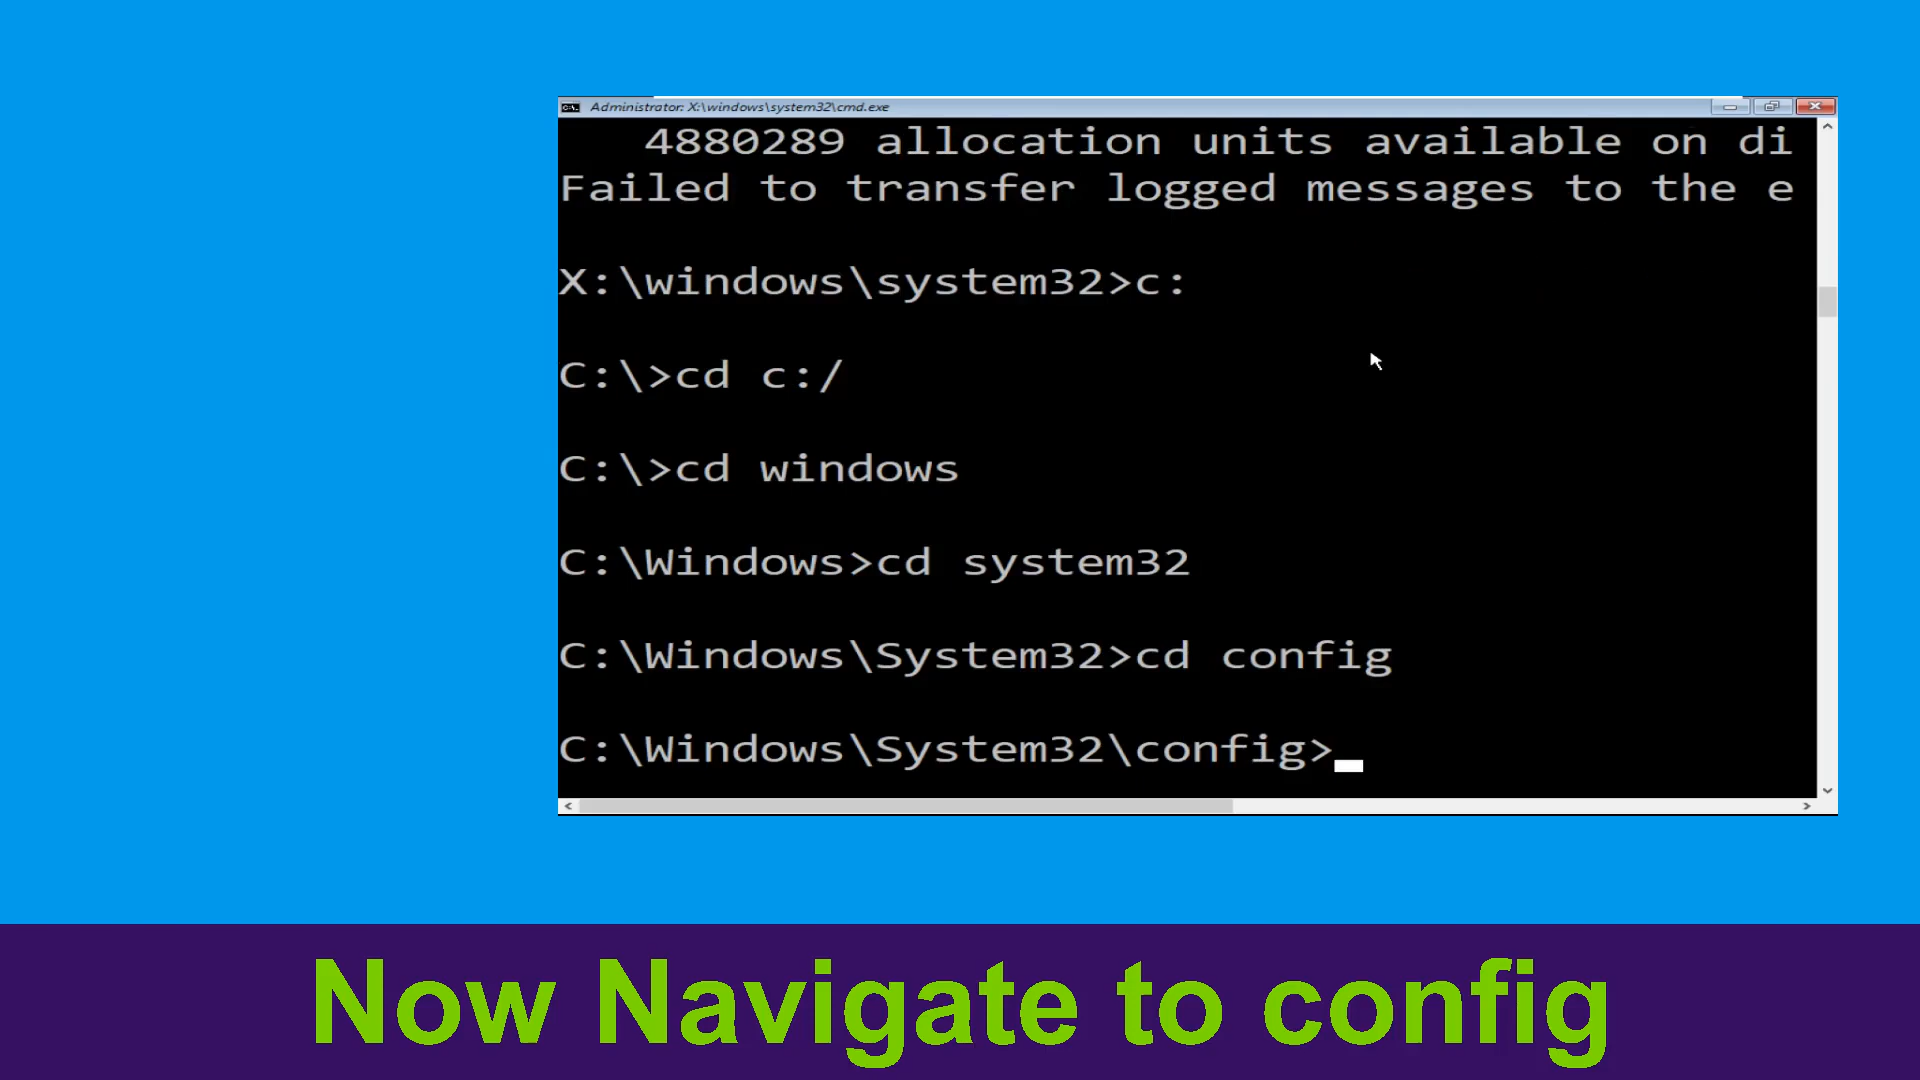 Administrator: X:\windows\system32\cmd.exe
4880289 allocation units available on di
Failed to transfer logged messages to the e
X:\windows\system32>c:
C:\>cd c:/
C:\>cd windows
C:\Windows>cd system32
C:\Windows\System32>cd config
C:\Windows\System32\config>_
Now Navigate to config